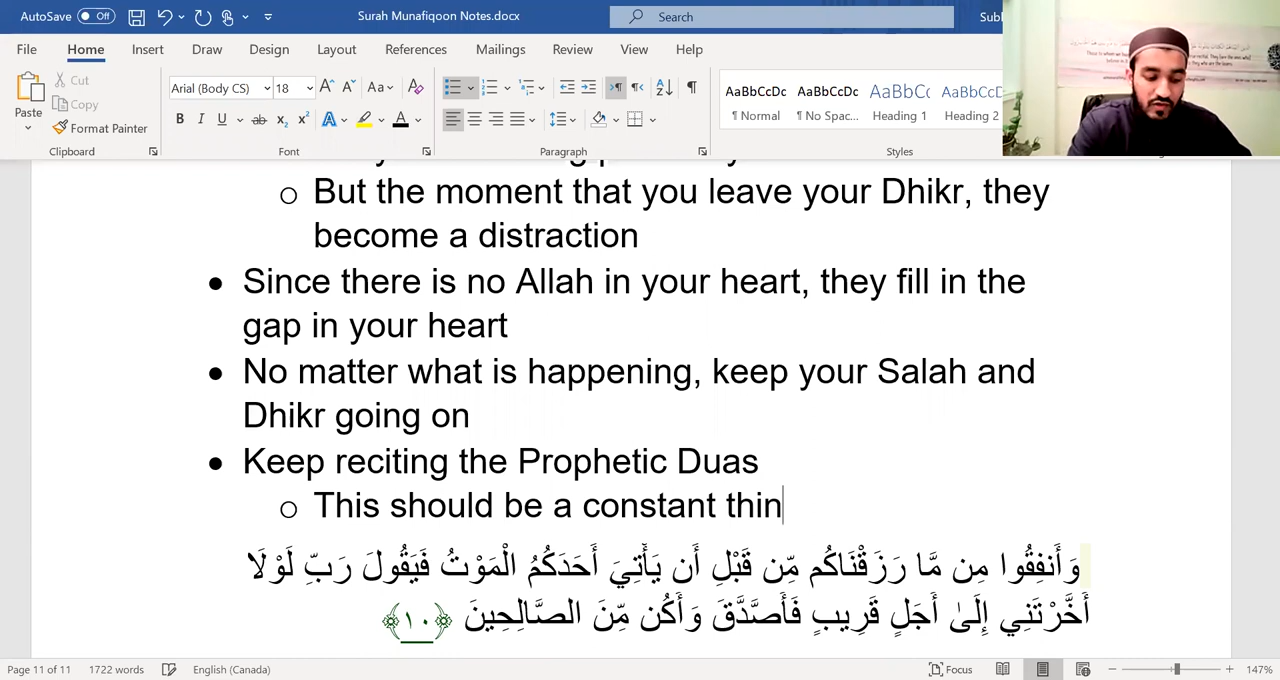 AutoSave Off Surah Munafiqoon Notes.docx Search Subl
File Home Insert Draw Design Layout References Mailings Review View Help
Paste Cut Copy Format Painter
Arial (Body CS) 18
AaBbCcDc AaBbCcDc AaBbC AaBbCcD
¶ Normal ¶ No Spac... Heading 1 Heading 2
Clipboard Font Paragraph Styles
o But the moment that you leave your Dhikr, they
become a distraction
• Since there is no Allah in your heart, they fill in the
gap in your heart
• No matter what is happening, keep your Salah and
Dhikr going on
• Keep reciting the Prophetic Duas
o This should be a constant thin
وَأَنفِقُوا مِن مَّا رَزَقْنَاكُم مِّن قَبْلِ أَن يَأْتِيَ أَحَدَكُمُ الْمَوْتُ فَيَقُولَ رَبِّ لَوْلَا
أَخَّرْتَنِي إِلَىٰ أَجَلٍ قَرِيبٍ فَأَصَّدَّقَ وَأَكُن مِّنَ الصَّالِحِينَ ﴿١٠﴾
Page 11 of 11 1722 words English (Canada) Focus 147%